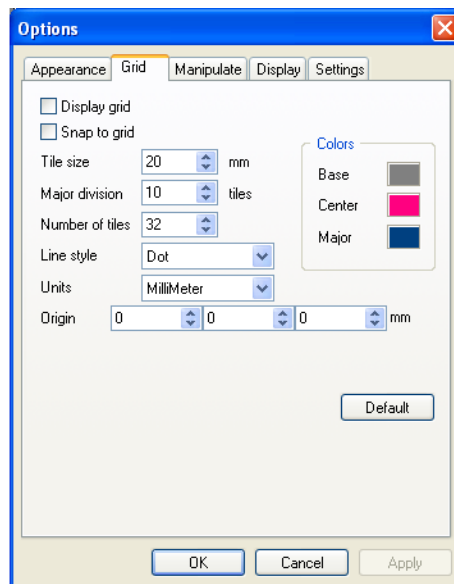 Options
Appearance Grid Manipulate Display Settings
Display grid
Snap to grid
Colors
Tile size 20 mm
Base
Major division 10 tiles
Center
Number of tiles 32
Major
Line style Dot
Units MilliMeter
Origin 0 0 0 mm
Default
OK Cancel Apply